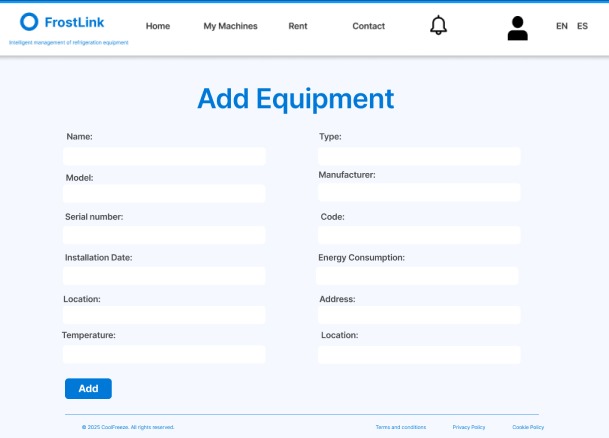 FrostLink
Intelligent management of refrigeration equipment
Home My Machines Rent Contact EN ES
Add Equipment
Name: Type:
Model: Manufacturer:
Serial number: Code:
Installation Date: Energy Consumption:
Location: Address:
Temperature: Location:
Add
© 2025 CoolFreeze. All rights reserved. Terms and conditions Privacy Policy Cookie Policy